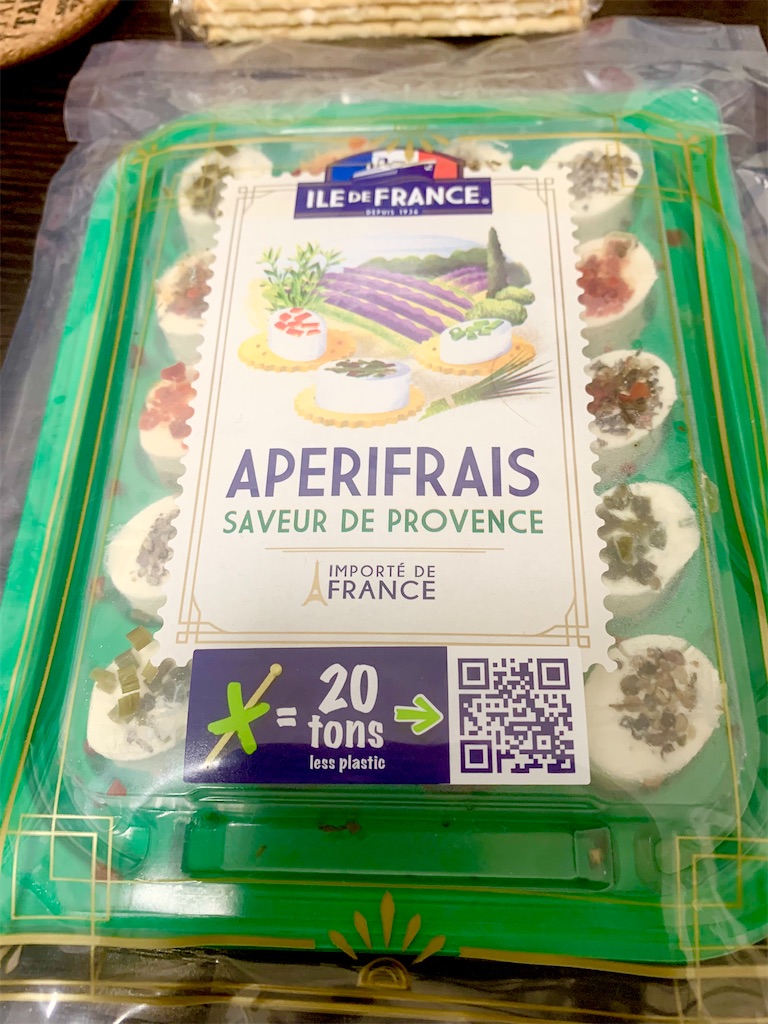 ILE DE FRANCE®
DEPUIS 1936
APERIFRAIS
SAVEUR DE PROVENCE
IMPORTÉ DE
FRANCE
= 20
tons
less plastic